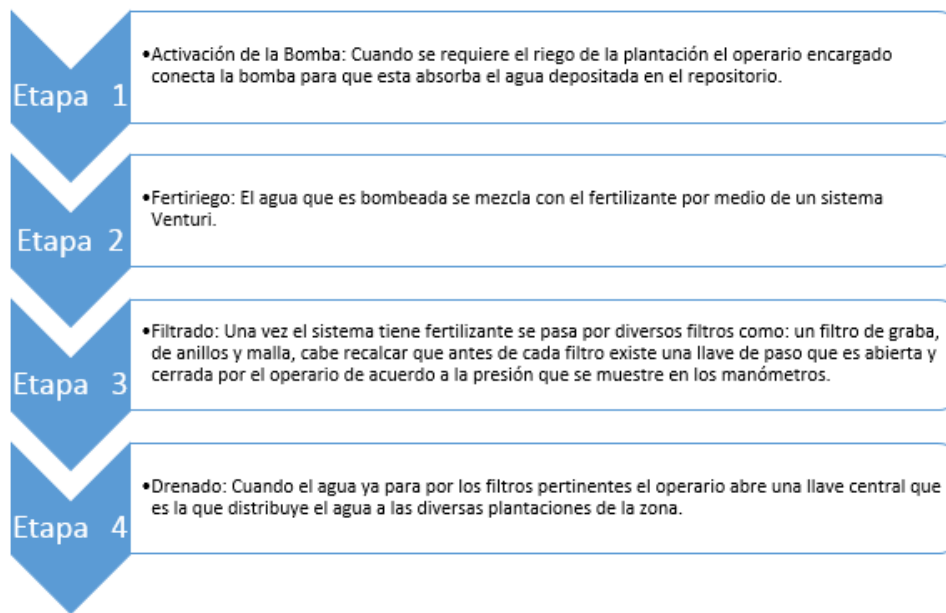 Etapa 1
•Activación de la Bomba: Cuando se requiere el riego de la plantación el operario encargado
conecta la bomba para que esta absorba el agua depositada en el repositorio.
Etapa 2
•Fertiriego: El agua que es bombeada se mezcla con el fertilizante por medio de un sistema
Venturi.
Etapa 3
•Filtrado: Una vez el sistema tiene fertilizante se pasa por diversos filtros como: un filtro de graba,
de anillos y malla, cabe recalcar que antes de cada filtro existe una llave de paso que es abierta y
cerrada por el operario de acuerdo a la presión que se muestre en los manómetros.
Etapa 4
•Drenado: Cuando el agua ya para por los filtros pertinentes el operario abre una llave central que
es la que distribuye el agua a las diversas plantaciones de la zona.